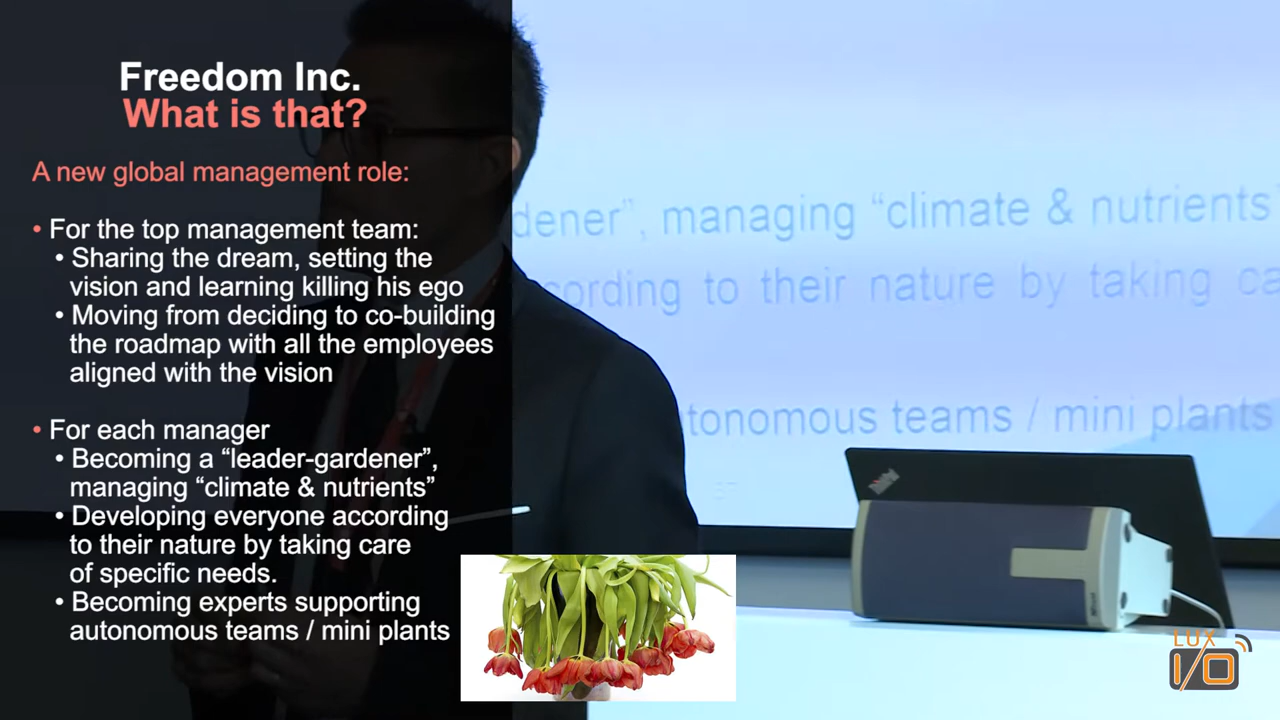 Freedom Inc.
What is that?
A new global management role:
• For the top management team:
• Sharing the dream, setting the
vision and learning killing his ego
• Moving from deciding to co-building
the roadmap with all the employees
aligned with the vision
• For each manager
• Becoming a “leader-gardener”,
managing “climate & nutrients”
• Developing everyone according
to their nature by taking care
of specific needs.
• Becoming experts supporting
autonomous teams / mini plants
dener”, managing “climate & nutrients
cording to their nature by taking ca
tonomous teams / mini plants
ThinkPad
LUX
I/O